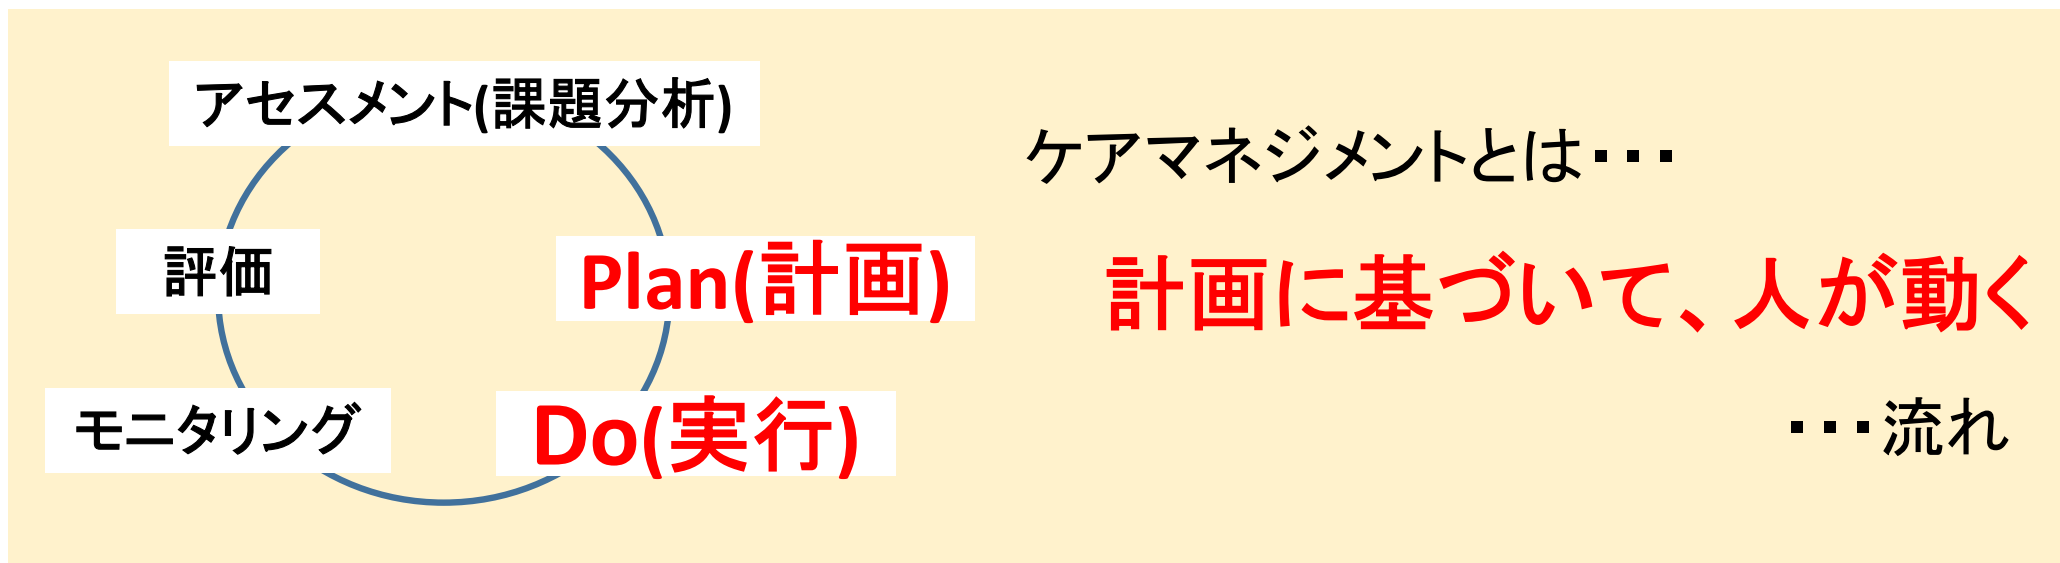 アセスメント(課題分析)
ケアマネジメントとは・・・
評価
Plan(計画)
計画に基づいて、人が動く
モニタリング
Do(実行)
・・・流れ